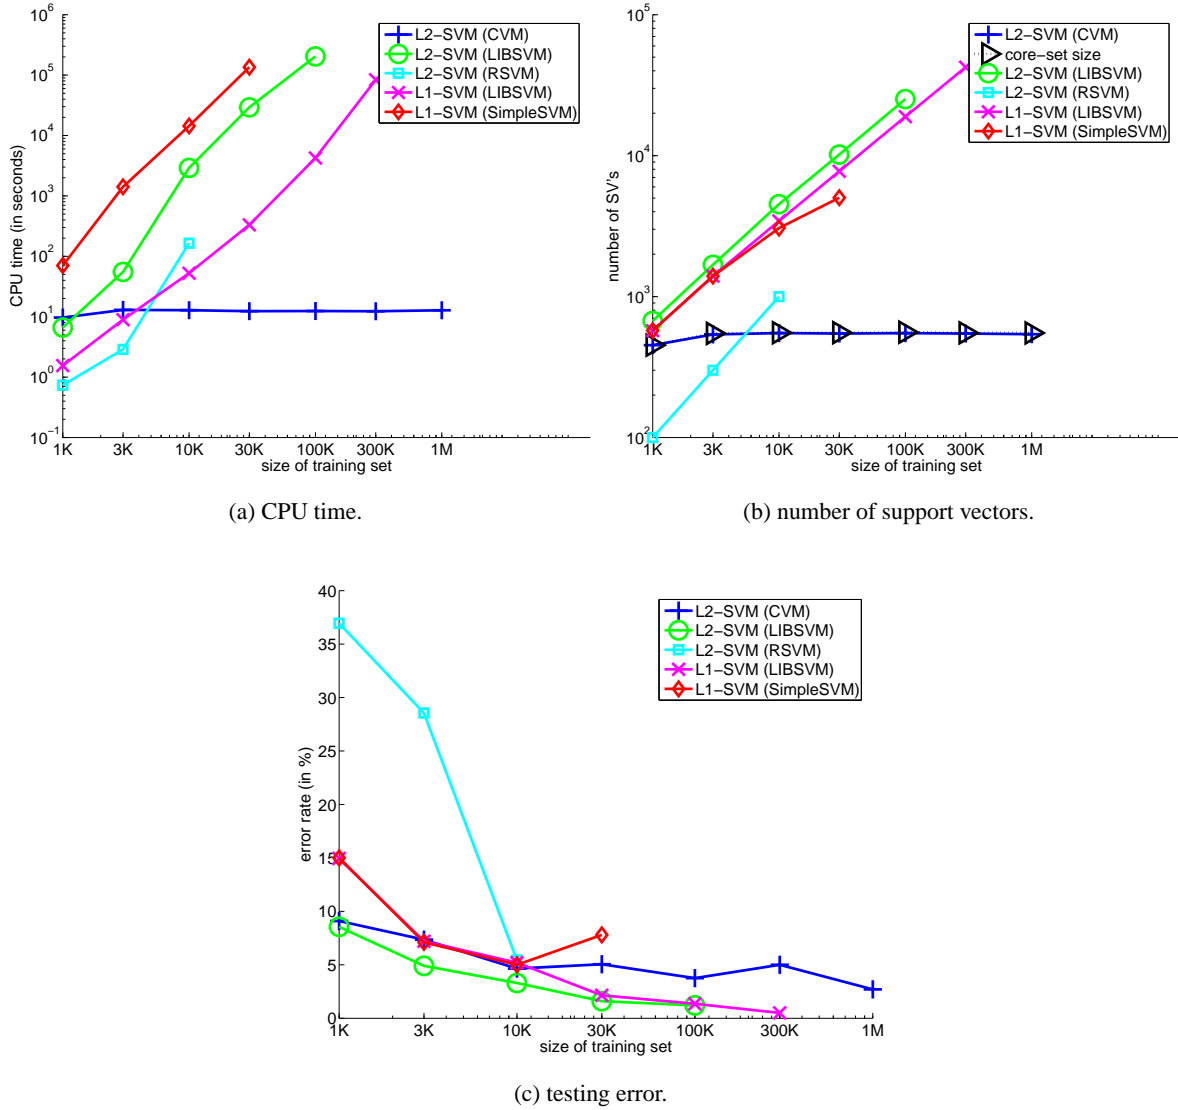 10^6
10^5
10^4
10^3
10^2
10^1
10^0
10^−1
CPU time (in seconds)
1K 3K 10K 30K 100K 300K 1M
size of training set
L2−SVM (CVM)
L2−SVM (LIBSVM)
L2−SVM (RSVM)
L1−SVM (LIBSVM)
L1−SVM (SimpleSVM)
(a) CPU time.
10^5
10^4
10^3
10^2
number of SV's
1K 3K 10K 30K 100K 300K 1M
size of training set
L2−SVM (CVM)
core−set size
L2−SVM (LIBSVM)
L2−SVM (RSVM)
L1−SVM (LIBSVM)
L1−SVM (SimpleSVM)
(b) number of support vectors.
40
35
30
25
20
15
10
5
0
error rate (in %)
1K 3K 10K 30K 100K 300K 1M
size of training set
L2−SVM (CVM)
L2−SVM (LIBSVM)
L2−SVM (RSVM)
L1−SVM (LIBSVM)
L1−SVM (SimpleSVM)
(c) testing error.